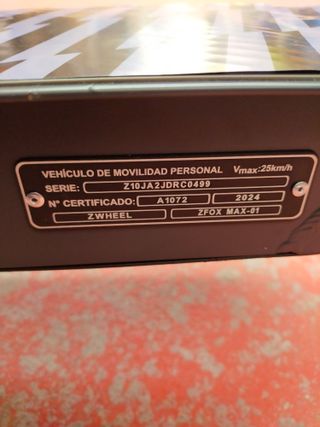 VEHÍCULO DE MOVILIDAD PERSONAL Vmax:25km/h
SERIE: Z10JA2JDRC0499
Nº CERTIFICADO: A1072 2024
ZWHEEL ZFOX MAX-01